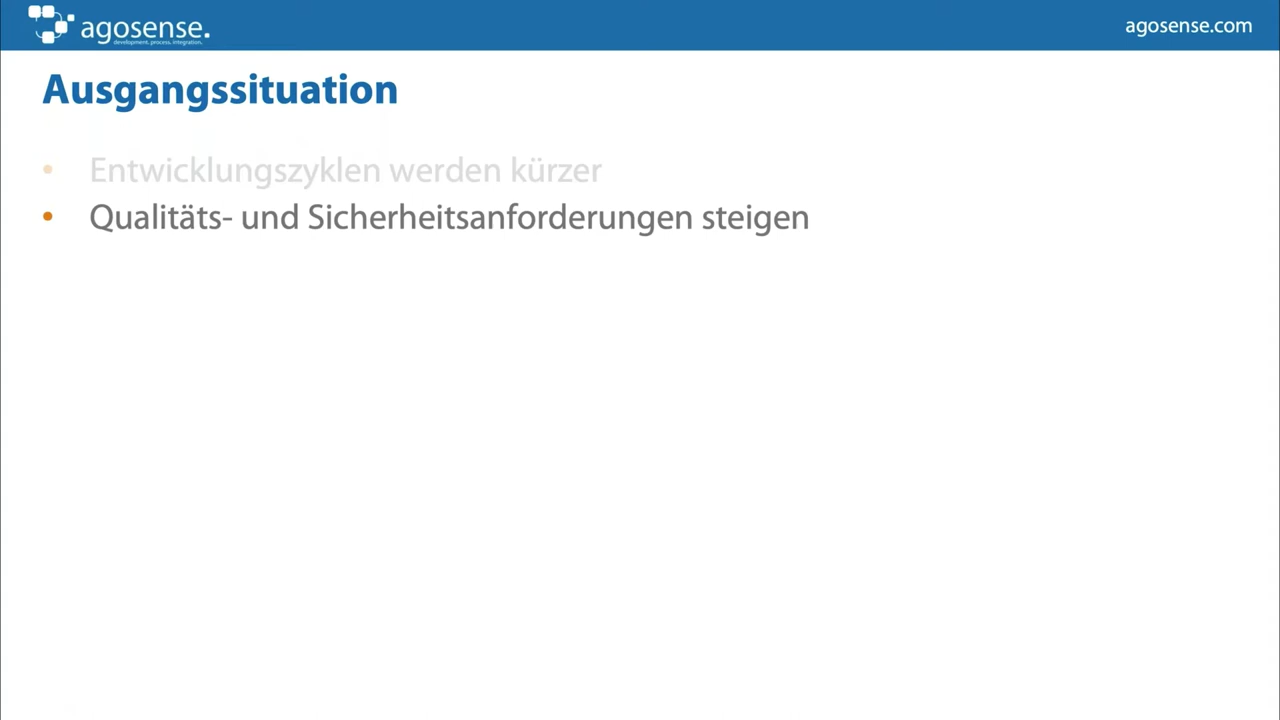 agosense.
development. process. integration.
agosense.com
Ausgangssituation
• Entwicklungszyklen werden kürzer
• Qualitäts- und Sicherheitsanforderungen steigen